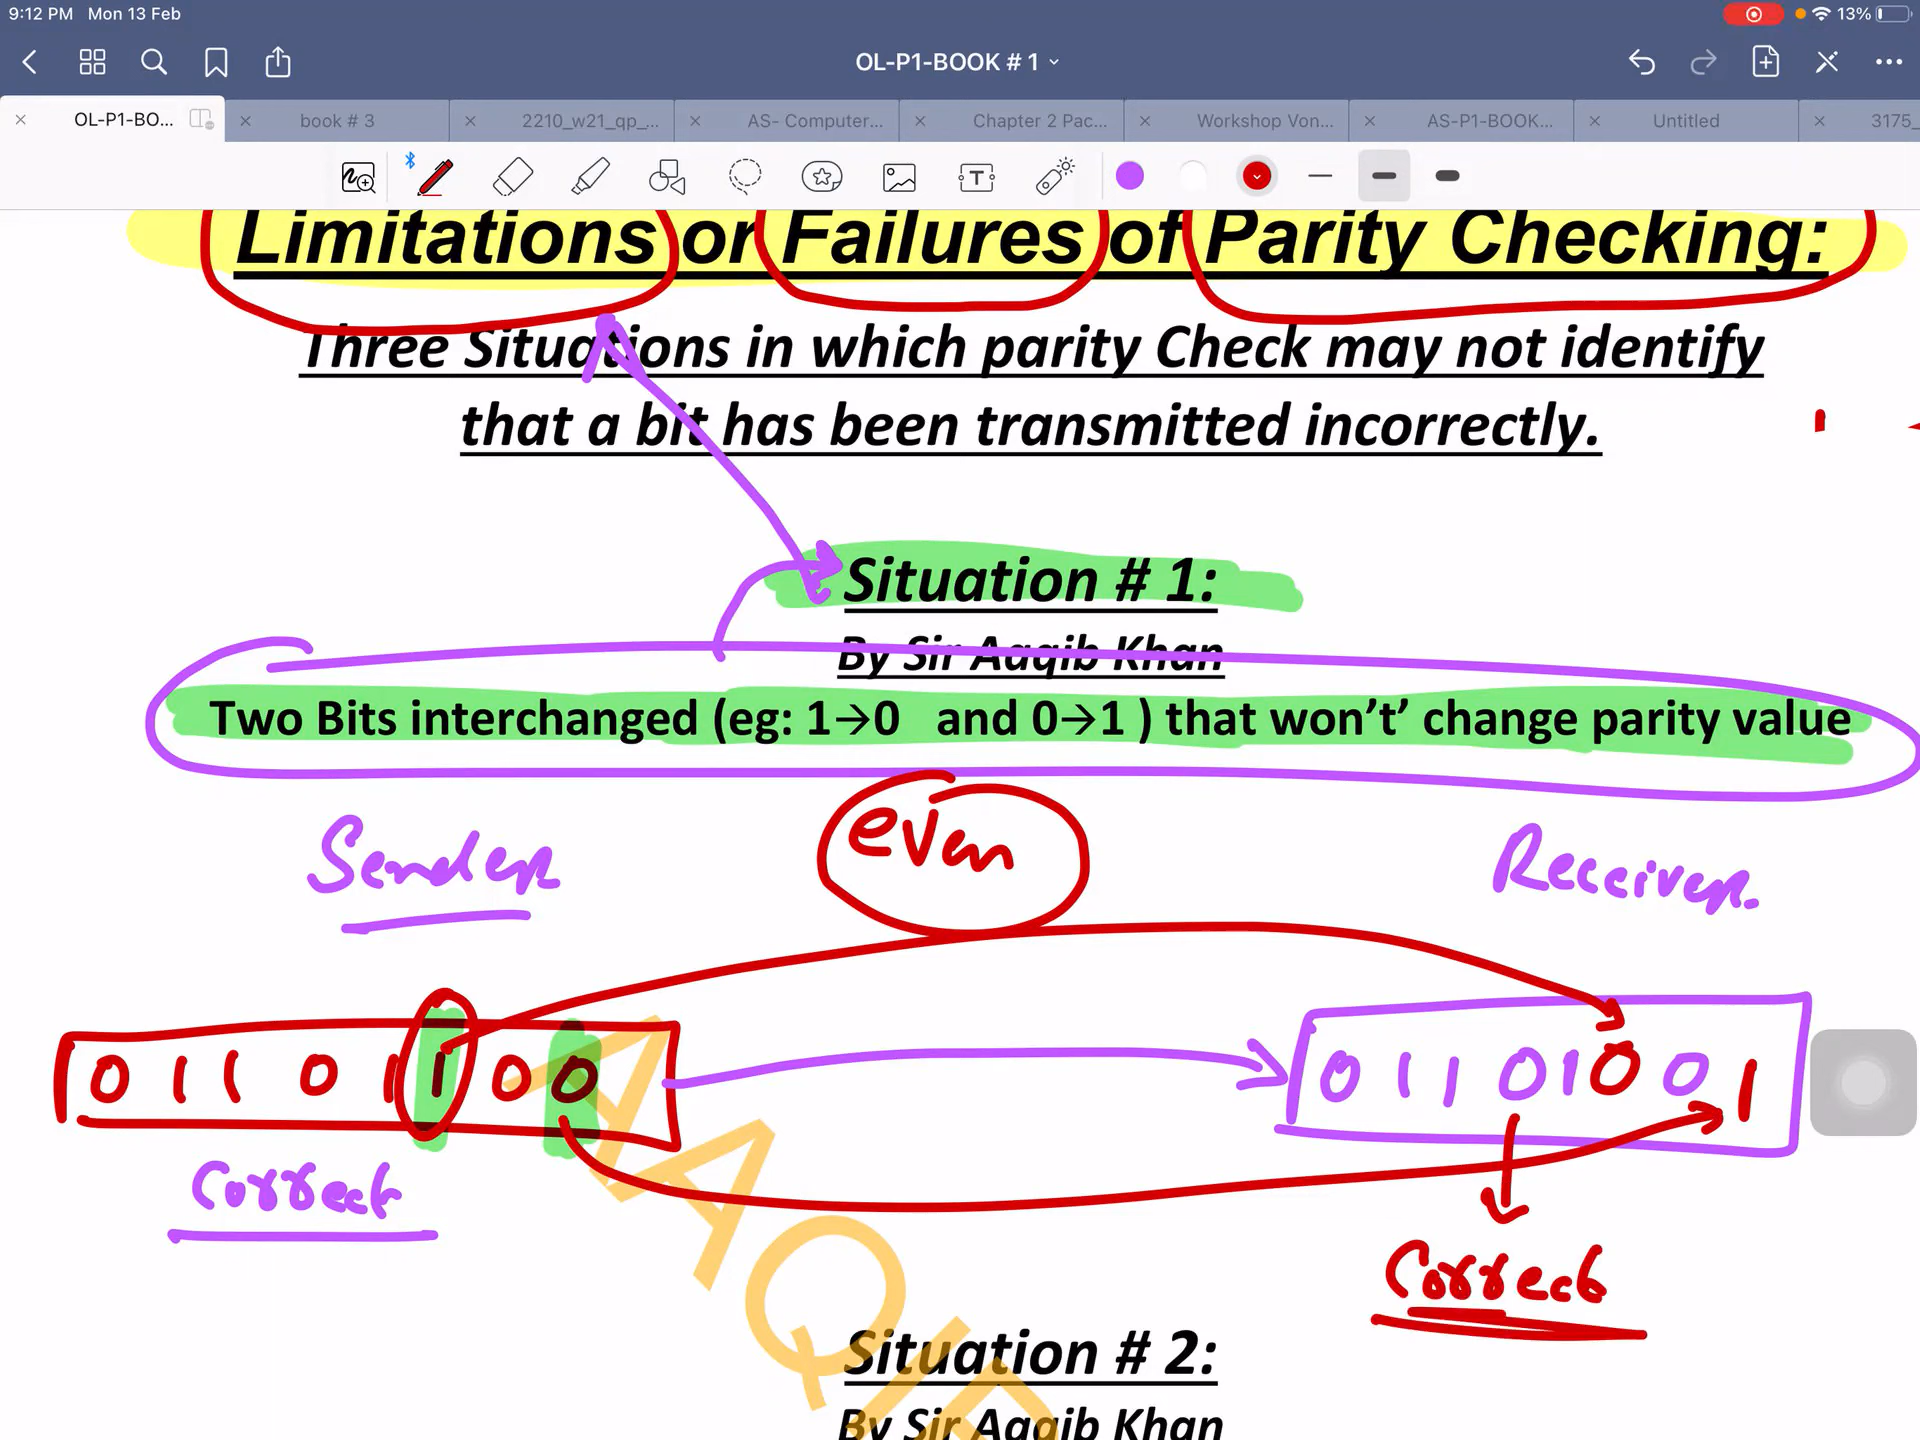 9:12 PM Mon 13 Feb 13%
OL-P1-BOOK # 1
OL-P1-BO... book # 3 2210_w21_qp_... AS- Computer... Chapter 2 Pac... Workshop Von... AS-P1-BOOK... Untitled 3175_
Limitations or Failures of Parity Checking:
Three Situations in which parity Check may not identify
that a bit has been transmitted incorrectly.
Situation # 1:
By Sir Aaqib Khan
Two Bits interchanged (eg: 1→0 and 0→1 ) that won't' change parity value
even
Sender Receiver.
0 1 1 0 1 1 0 0 0 1 1 0 1 0 0 1
Correct
Correct
AAQIB
Situation # 2:
By Sir Aaqib Khan